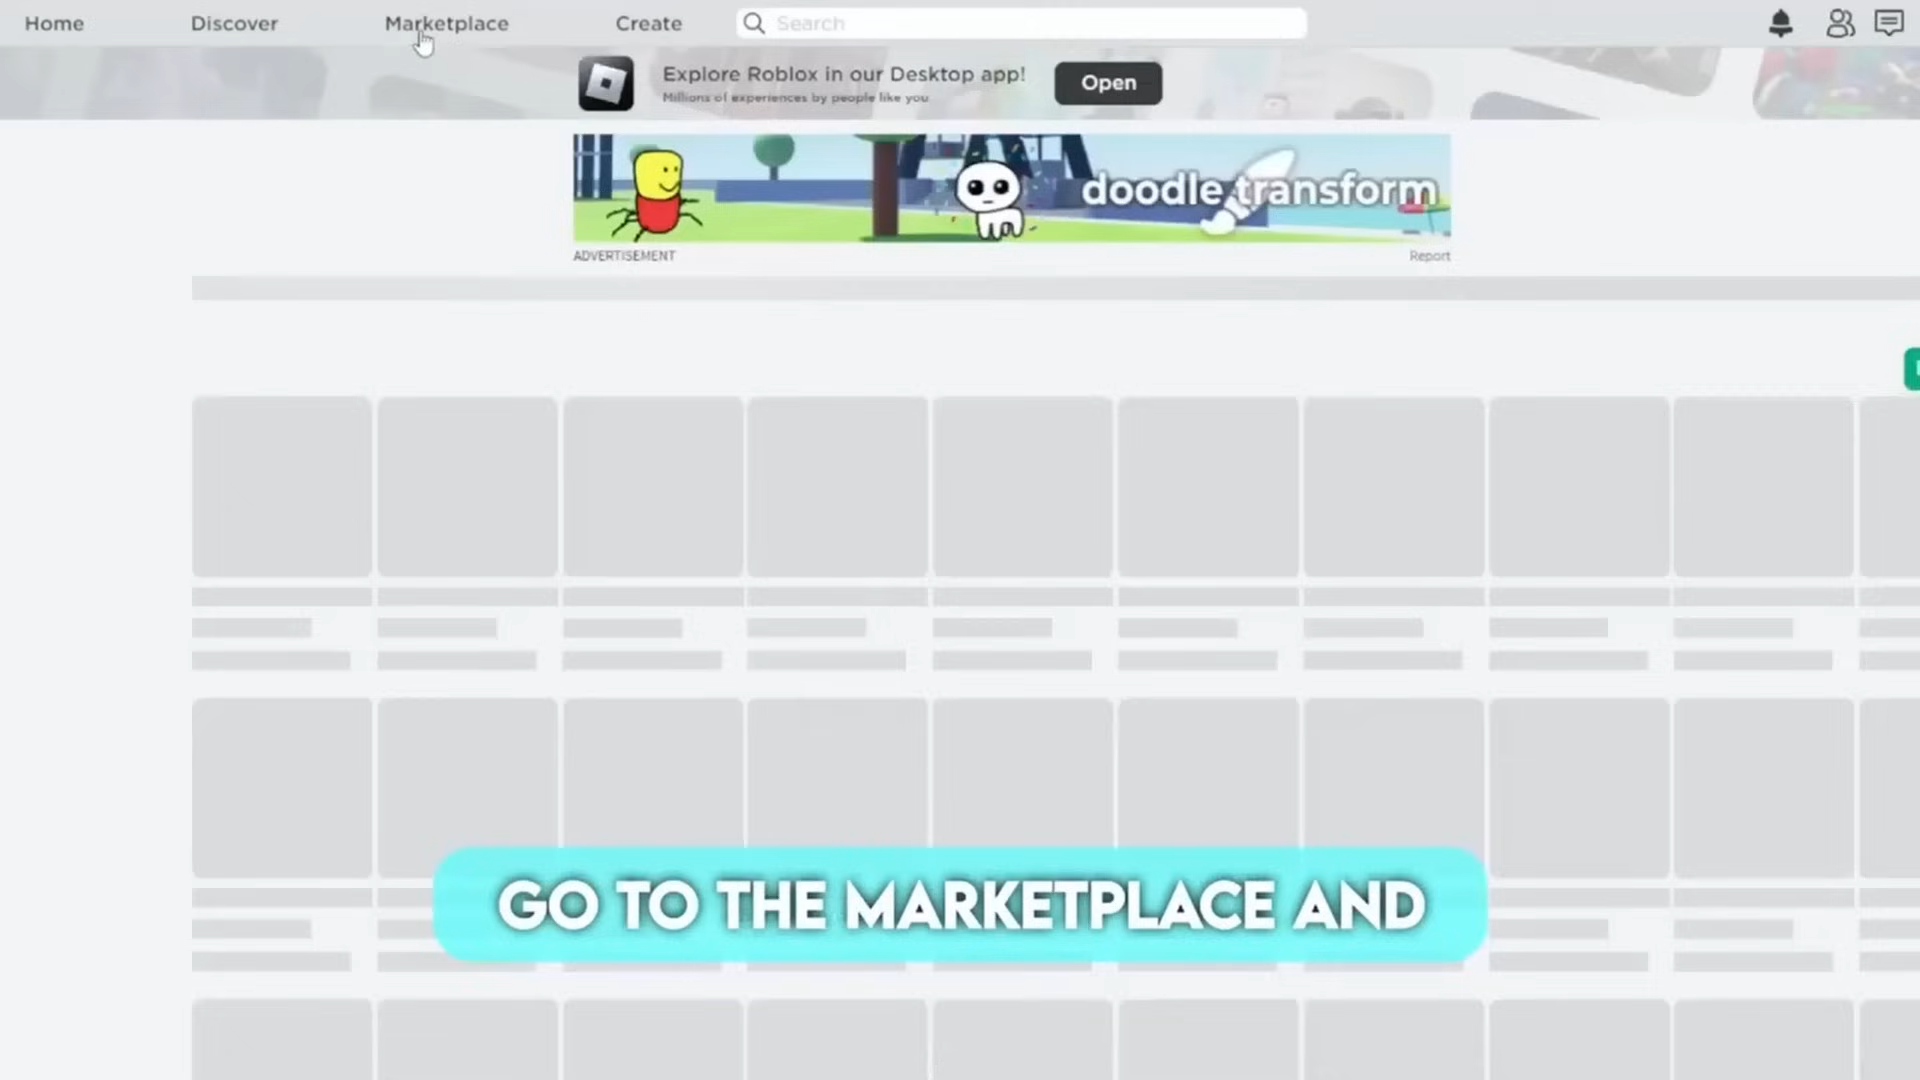 Home
Discover
Marketplace
Create
Search
Explore Roblox in our Desktop app!
Millions of experiences by people like you
Open
doodle transform
ADVERTISEMENT
Report
GO TO THE MARKETPLACE AND